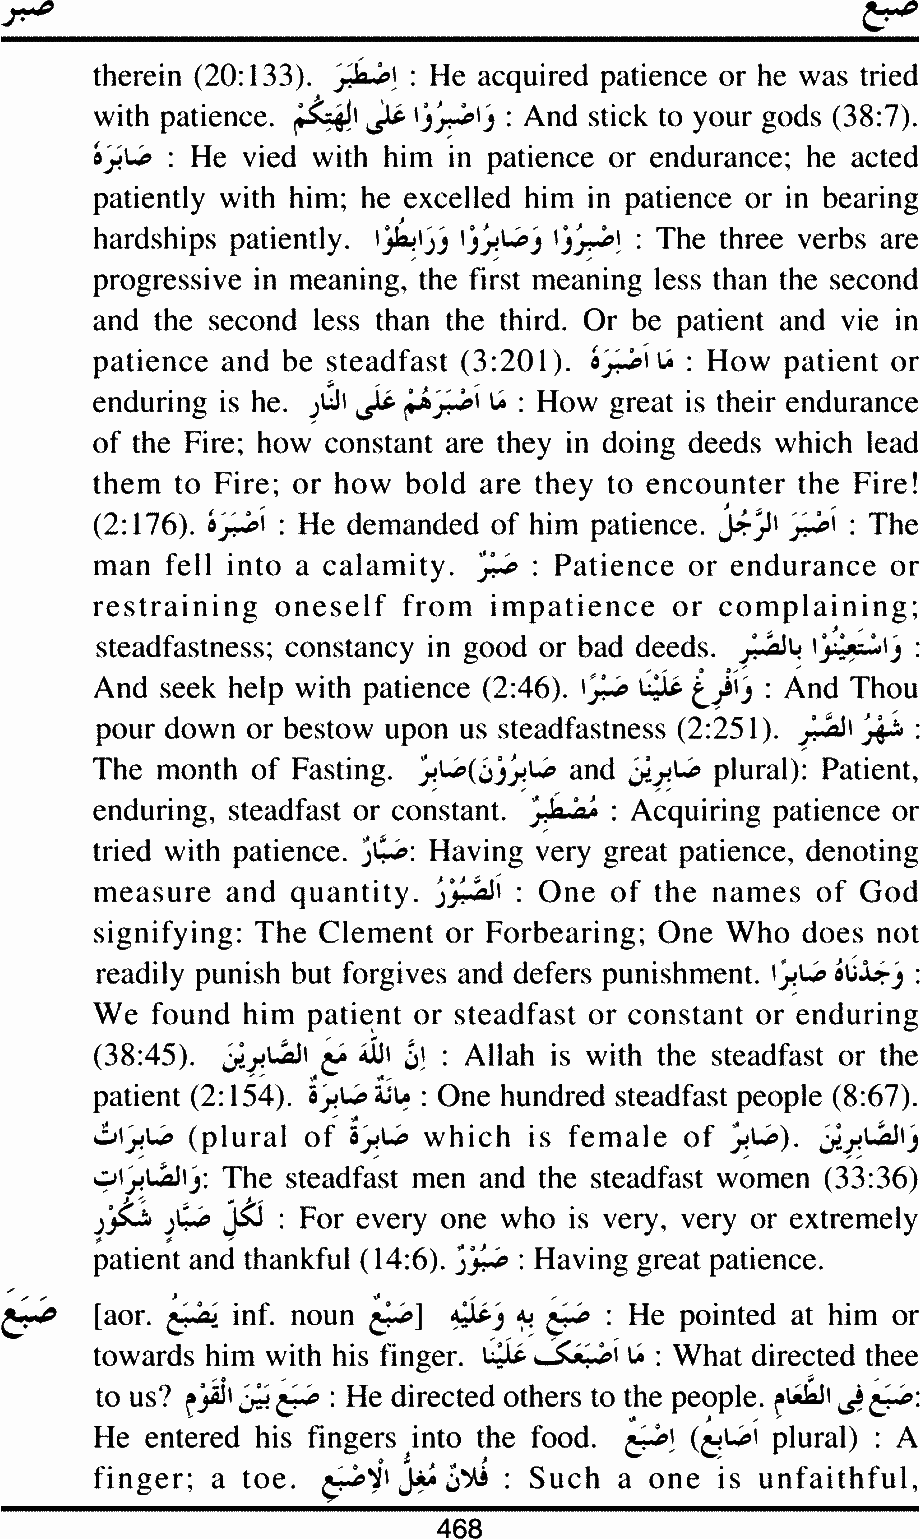 صبر صبغ
therein (20:133). اِصْطَبَرَ : He acquired patience or he was tried
with patience. وَاصْبِرُوْا عَلٰى اٰلِهَتِكُمْ : And stick to your gods (38:7).
صَابَرَهٗ : He vied with him in patience or endurance; he acted
patiently with him; he excelled him in patience or in bearing
hardships patiently. اِصْبِرُوْا وَصَابِرُوْا وَرَابِطُوْا : The three verbs are
progressive in meaning, the first meaning less than the second
and the second less than the third. Or be patient and vie in
patience and be steadfast (3:201). مَا اَصْبَرَهٗ : How patient or
enduring is he. مَا اَصْبَرَهُمْ عَلَى النَّارِ : How great is their endurance
of the Fire; how constant are they in doing deeds which lead
them to Fire; or how bold are they to encounter the Fire!
(2:176). اَصْبَرَهٗ : He demanded of him patience. اَصْبَرَ الرَّجُلُ : The
man fell into a calamity. صَبْرٌ : Patience or endurance or
restraining oneself from impatience or complaining;
steadfastness; constancy in good or bad deeds. وَاسْتَعِيْنُوْا بِالصَّبْرِ :
And seek help with patience (2:46). وَاَفْرِغْ عَلَيْنَا صَبْرًا : And Thou
pour down or bestow upon us steadfastness (2:251). شَهْرُ الصَّبْرِ :
The month of Fasting. صَابِرٌ (صَابِرُوْنَ and صَابِرِيْنَ plural): Patient,
enduring, steadfast or constant. مُصْطَبِرٌ : Acquiring patience or
tried with patience. صَبَّارٌ: Having very great patience, denoting
measure and quantity. اَلصَّبُوْرُ : One of the names of God
signifying: The Clement or Forbearing; One Who does not
readily punish but forgives and defers punishment. وَجَدْنَاهُ صَابِرًا :
We found him patient or steadfast or constant or enduring
(38:45). اِنَّ اللّٰهَ مَعَ الصَّابِرِيْنَ : Allah is with the steadfast or the
patient (2:154). مِائَةٌ صَابِرَةٌ : One hundred steadfast people (8:67).
صَابِرَاتٌ (plural of صَابِرَةٌ which is female of صَابِرٌ). وَالصَّابِرِيْنَ
وَالصَّابِرَاتِ: The steadfast men and the steadfast women (33:36)
لِكُلِّ صَبَّارٍ شَكُوْرٍ : For every one who is very, very or extremely
patient and thankful (14:6). صَبُوْرٌ : Having great patience.
صَبَعَ [aor. يَصْبَعُ inf. noun صَبْعٌ] صَبَعَ بِهٖ وَعَلَيْهِ : He pointed at him or
towards him with his finger. مَا اَصْبَعَكَ عَلَيْنَا : What directed thee
to us? صَبَعَ بَيْنَ الْقَوْمِ : He directed others to the people. صَبَعَ فِى الطَّعَامِ:
He entered his fingers into the food. اِصْبَعٌ (اَصَابِعُ plural) : A
finger; a toe. فُلَانٌ مُغِلُّ الْاِصْبَعِ : Such a one is unfaithful,
468